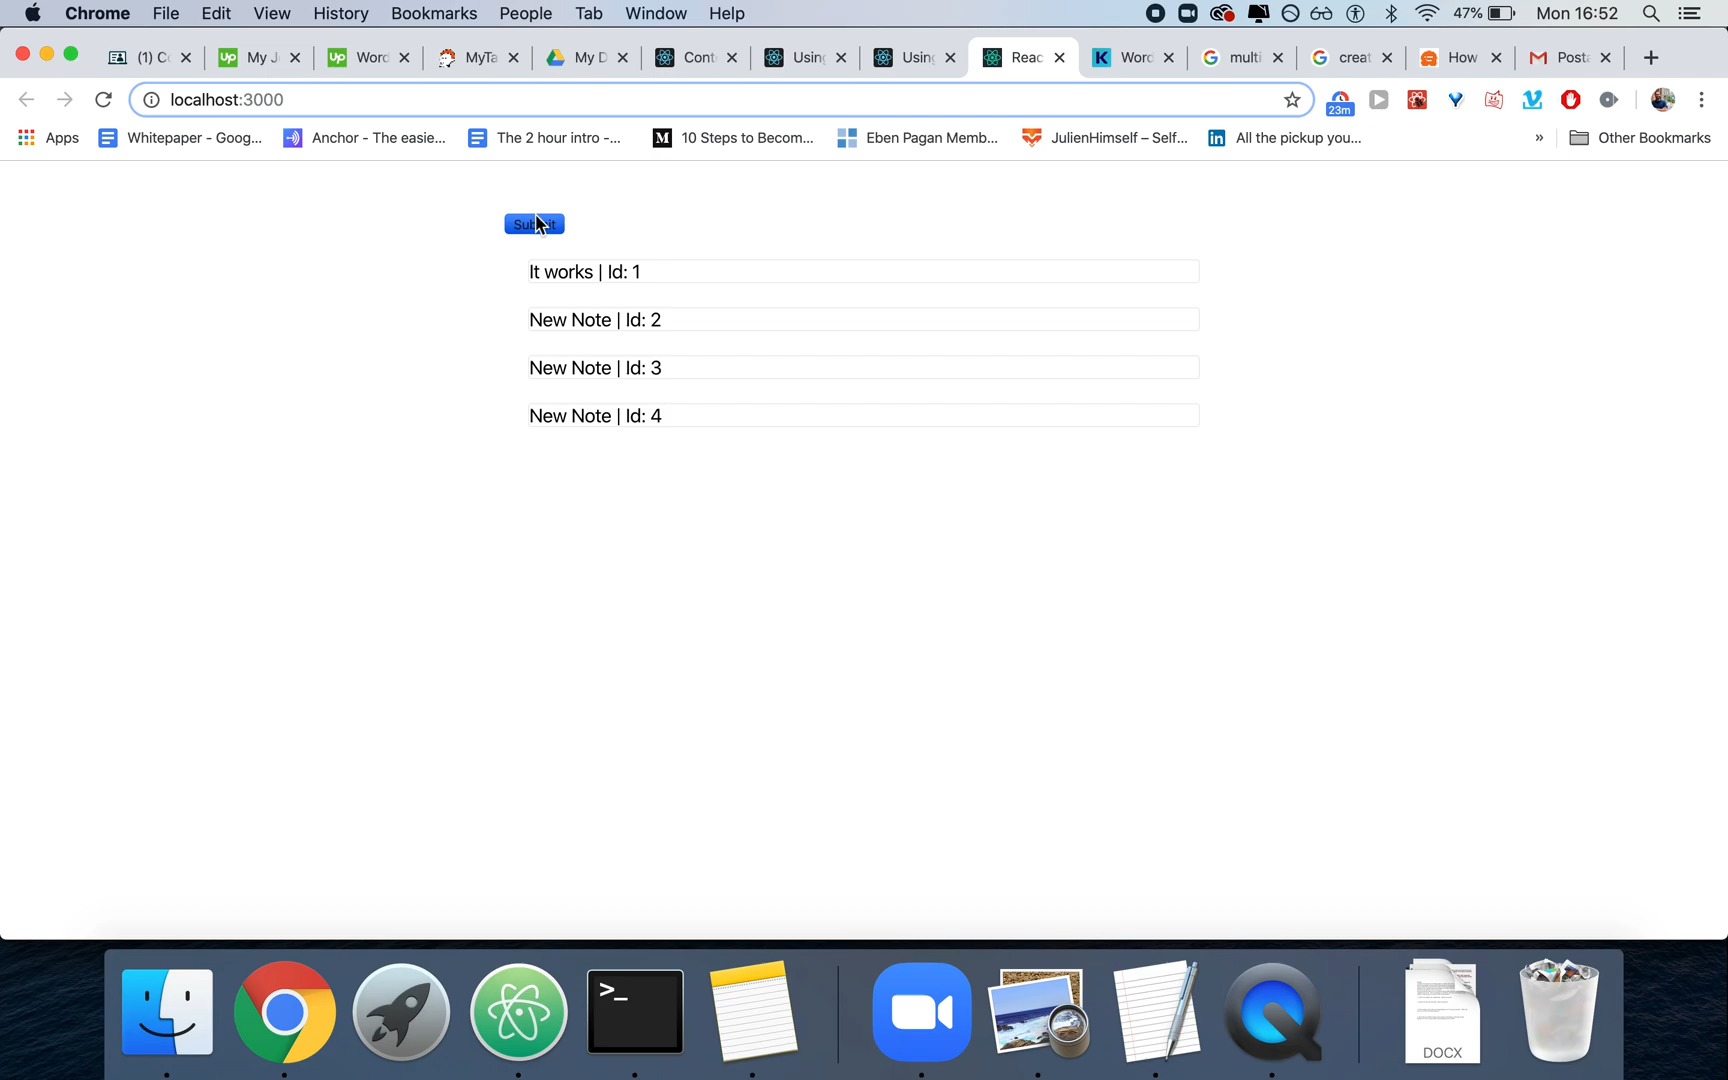 Chrome File Edit View History Bookmarks People Tab Window Help 47% Mon 16:52
(1) C My J Word MyTa My D Cont Using Using Reac Word multi creat How Posta
localhost:3000
23m
Apps Whitepaper - Goog... Anchor - The easie... The 2 hour intro -... 10 Steps to Becom... Eben Pagan Memb... JulienHimself – Self... All the pickup you... » Other Bookmarks
It works | Id: 1
New Note | Id: 2
New Note | Id: 3
New Note | Id: 4
DOCX